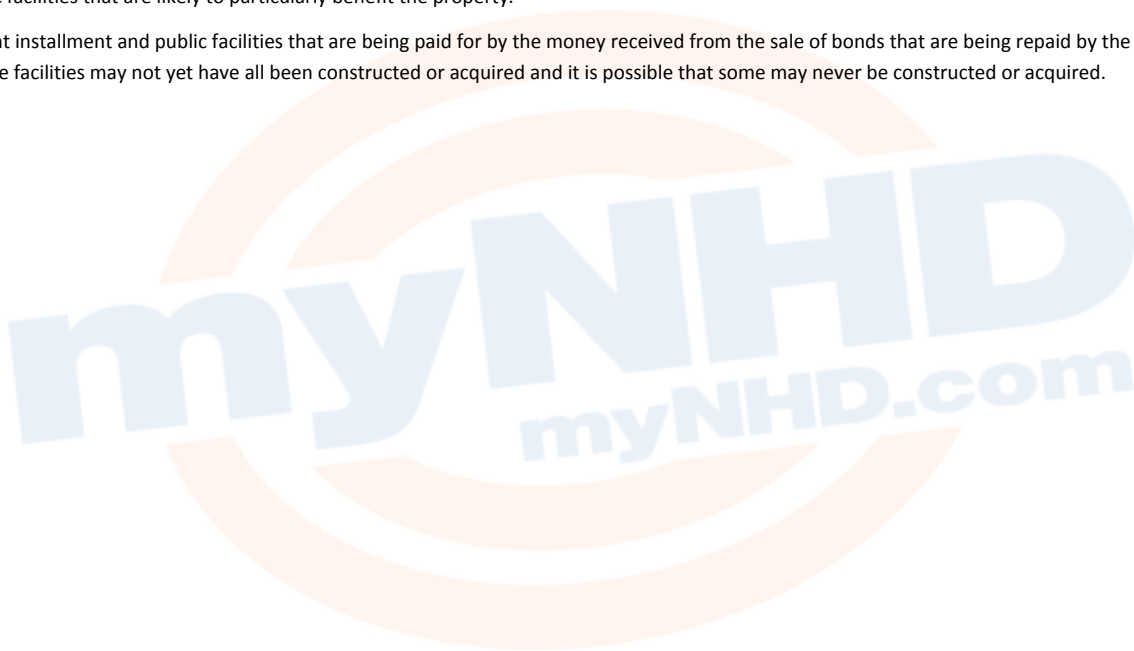 facilities that are likely to particularly benefit the property.
installment and public facilities that are being paid for by the money received from the sale of bonds that are being repaid by the
facilities may not yet have all been constructed or acquired and it is possible that some may never be constructed or acquired.
myNHD
myNHD.com